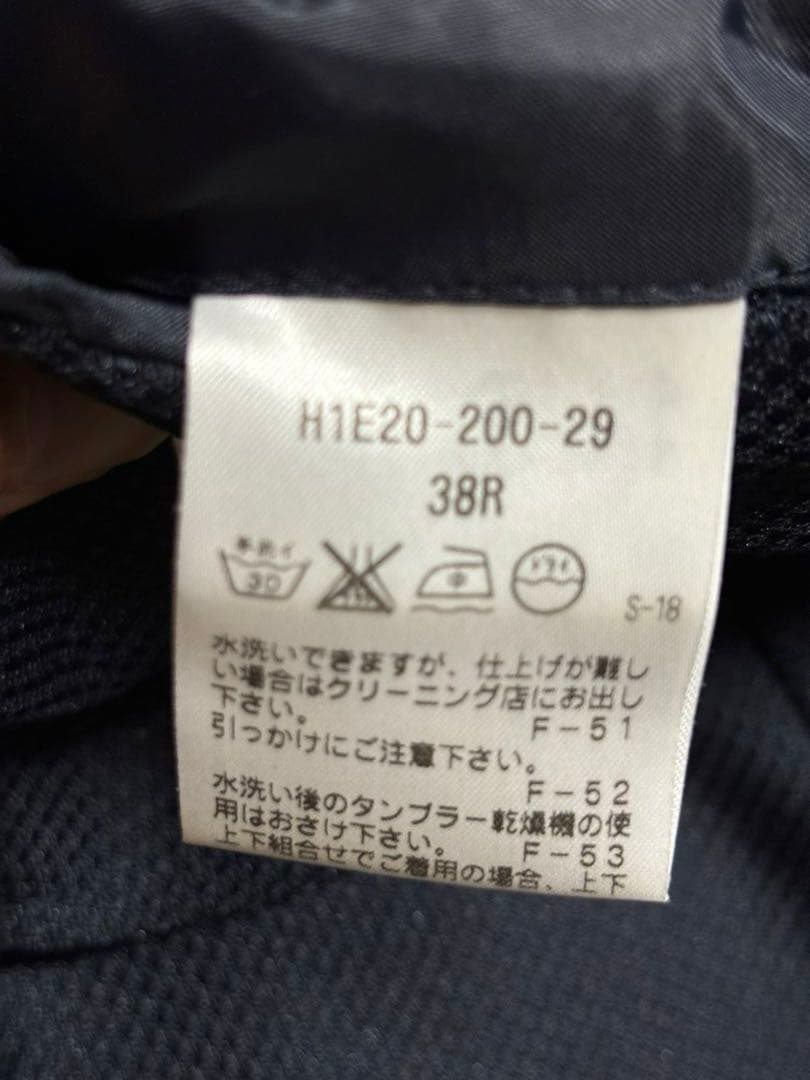 H1E20-200-29
38R
手洗イ
30
中
ドライ
S-18
水洗いできますが、仕上げが難し
い場合はクリーニング店にお出し
下さい。 F-51
引っかけにご注意下さい。
F-52
水洗い後のタンブラー乾燥機の使
用はおさけ下さい。 F-53
上下組合せでご着用の場合、上下